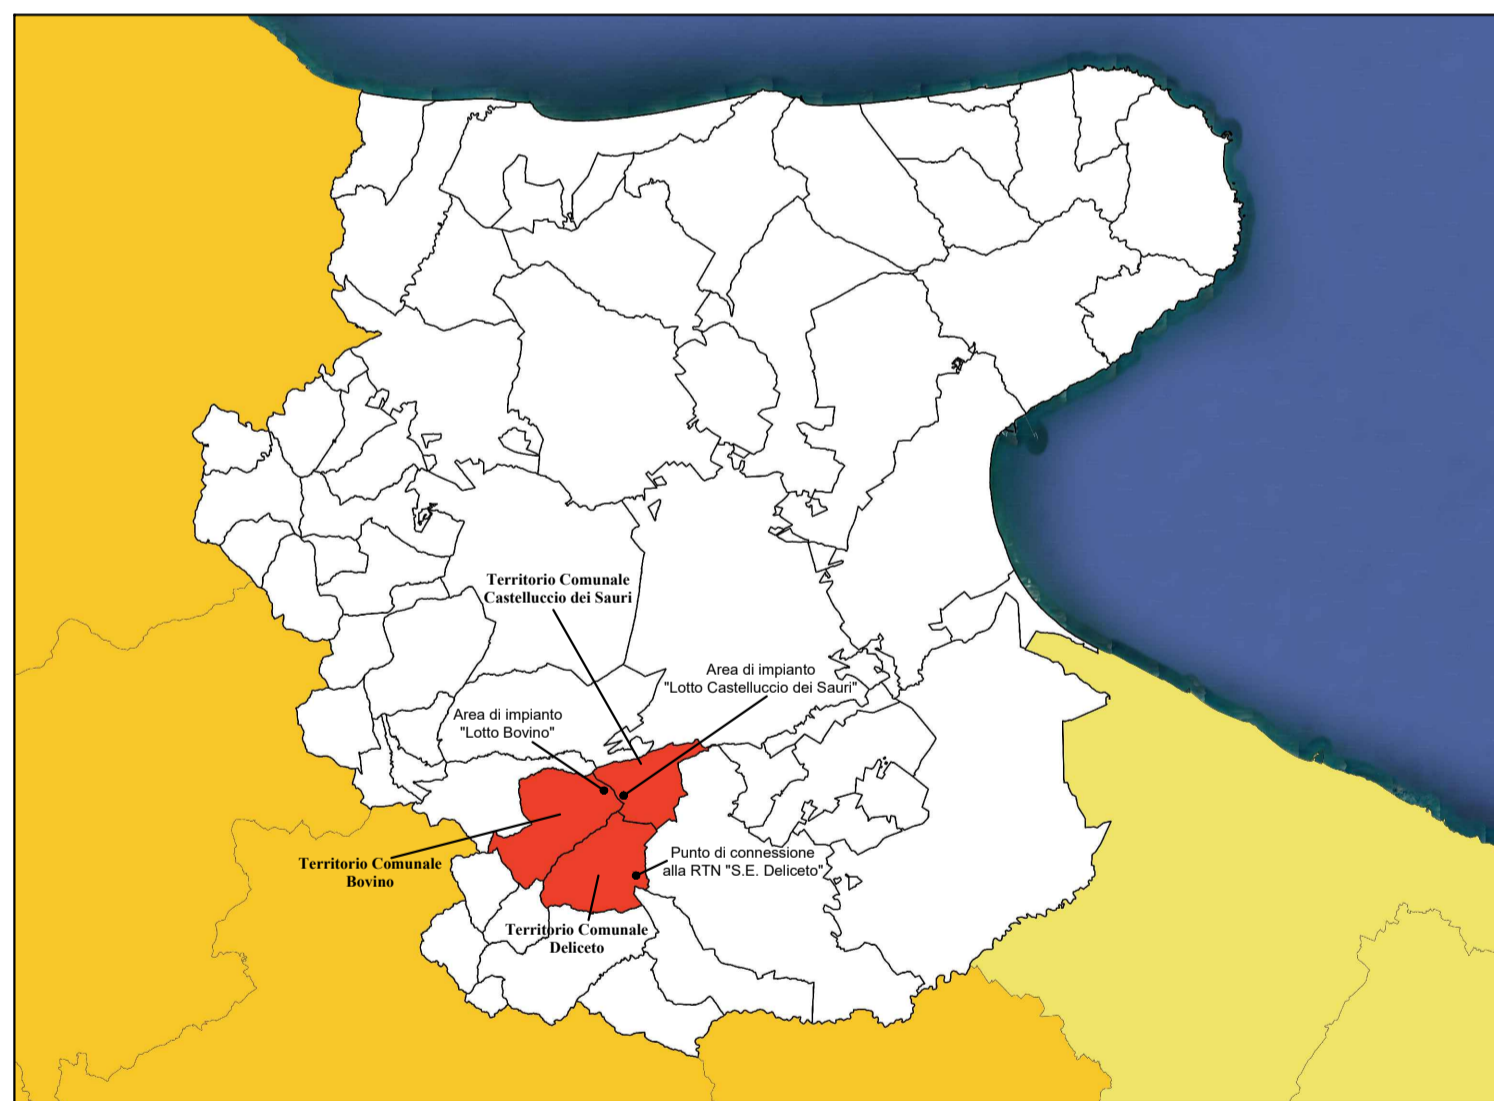 Territorio Comunale
Castelluccio dei Sauri
Area di impianto
"Lotto Castelluccio dei Sauri"
Area di impianto
"Lotto Bovino"
Punto di connessione
alla RTN "S.E. Deliceto"
Territorio Comunale
Bovino
Territorio Comunale
Deliceto